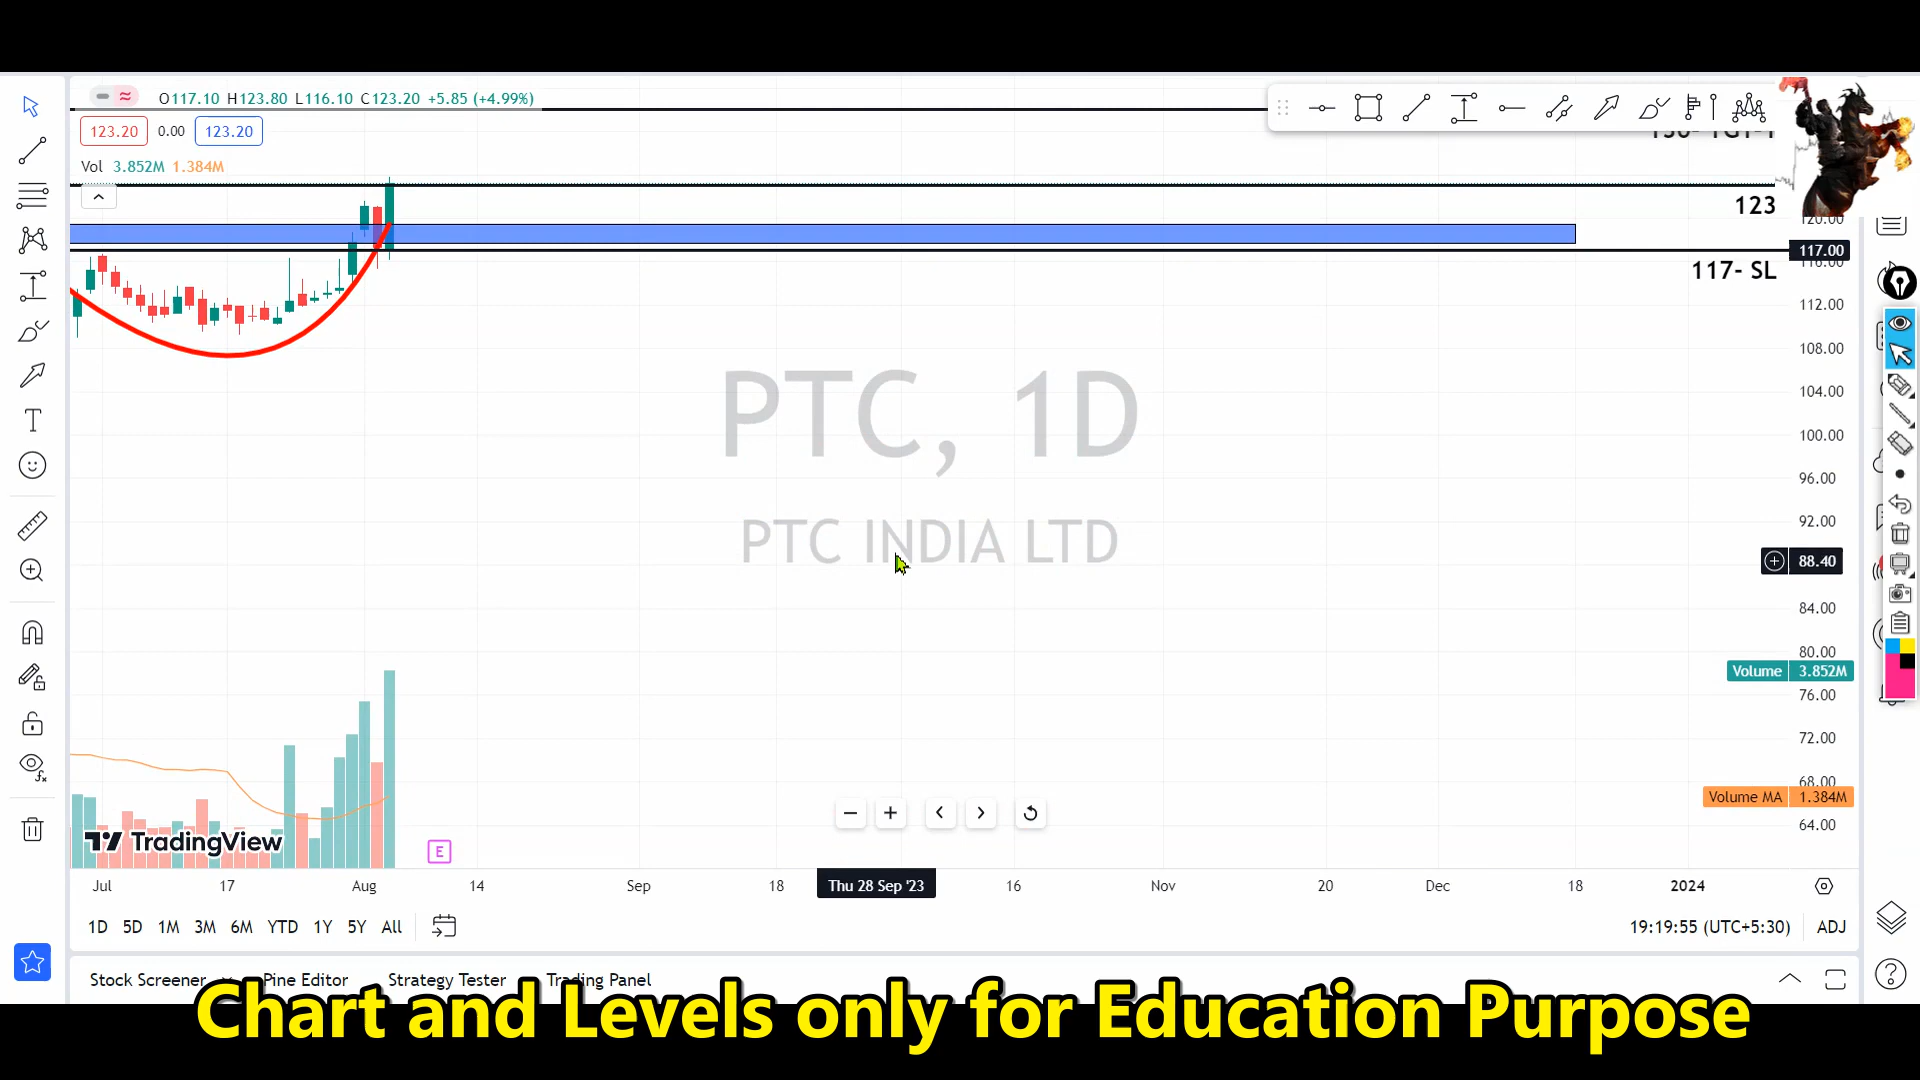 O117.10 H123.80 L116.10 C123.20 +5.85 (+4.99%)
123.20 0.00 123.20
Vol 3.852M 1.384M
123
120.00
117.00
117- SL
112.00
108.00
104.00
100.00
96.00
92.00
88.40
84.00
80.00
Volume 3.852M
76.00
72.00
68.00
Volume MA 1.384M
64.00
PTC, 1D
PTC INDIA LTD
TradingView
E
Jul 17 Aug 14 Sep 18 Thu 28 Sep '23 16 Nov 20 Dec 18 2024
1D 5D 1M 3M 6M YTD 1Y 5Y All
19:19:55 (UTC+5:30) ADJ
Stock Screener Pine Editor Strategy Tester Trading Panel
Chart and Levels only for Education Purpose